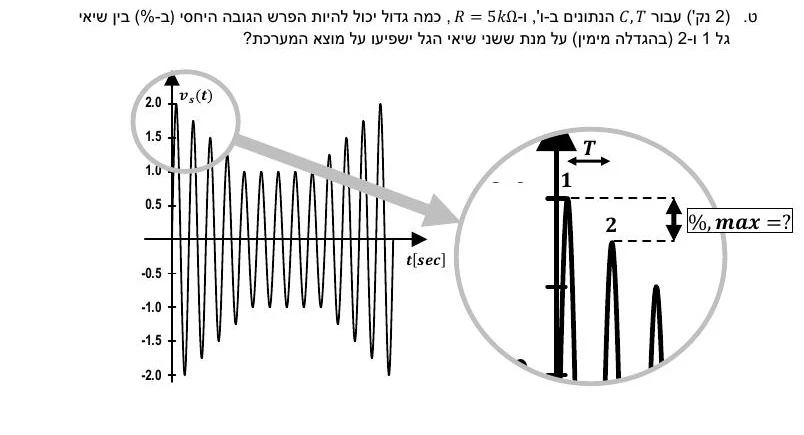 ט. (2 נק') עבור C,T הנתונים ב-ו', ו-R = 5kΩ , כמה גדול יכול להיות הפרש הגובה היחסי (ב-%) בין שיאי
גל 1 ו-2 (בהגדלה מימין) על מנת ששני שיאי הגל ישפיעו על מוצא המערכת?
vₛ(t)
2.0
1.5
1.0
0.5
-0.5
-1.0
-1.5
-2.0
t[sec]
T
1
2
%, max =?